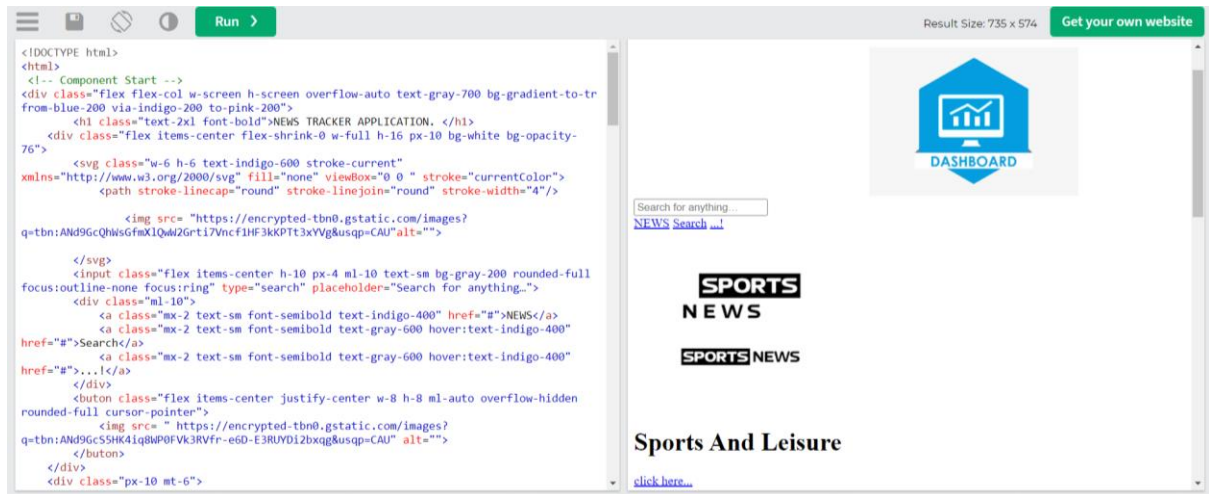 Run ❯
Result Size: 735 x 574
Get your own website
<!DOCTYPE html>
<html>
<!-- Component Start -->
<div class="flex flex-col w-screen h-screen overflow-auto text-gray-700 bg-gradient-to-tr
from-blue-200 via-indigo-200 to-pink-200">
<h1 class="text-2xl font-bold">NEWS TRACKER APPLICATION. </h1>
<div class="flex items-center flex-shrink-0 w-full h-16 px-10 bg-white bg-opacity-
76">
<svg class="w-6 h-6 text-indigo-600 stroke-current"
xmlns="http://www.w3.org/2000/svg" fill="none" viewBox="0 0 " stroke="currentColor">
<path stroke-linecap="round" stroke-linejoin="round" stroke-width="4"/>
<img src= "https://encrypted-tbn0.gstatic.com/images?
q=tbn:ANd9GcQhWsGfmXlQwW2Grti7Vncf1HF3kKPTt3xYVg&usqp=CAU"alt="">
</svg>
<input class="flex items-center h-10 px-4 ml-10 text-sm bg-gray-200 rounded-full
focus:outline-none focus:ring" type="search" placeholder="Search for anything…">
<div class="ml-10">
<a class="mx-2 text-sm font-semibold text-indigo-400" href="#">NEWS</a>
<a class="mx-2 text-sm font-semibold text-gray-600 hover:text-indigo-400"
href="#">Search</a>
<a class="mx-2 text-sm font-semibold text-gray-600 hover:text-indigo-400"
href="#">...!</a>
</div>
<buton class="flex items-center justify-center w-8 h-8 ml-auto overflow-hidden
rounded-full cursor-pointer">
<img src= " https://encrypted-tbn0.gstatic.com/images?
q=tbn:ANd9GcS5HK4iq8WP0FVk3RVfr-e6D-E3RUYDi2bxqg&usqp=CAU" alt="">
</buton>
</div>
<div class="px-10 mt-6">
DASHBOARD
Search for anything…
NEWS Search ...!
SPORTS
NEWS
SPORTS NEWS
Sports And Leisure
click here...